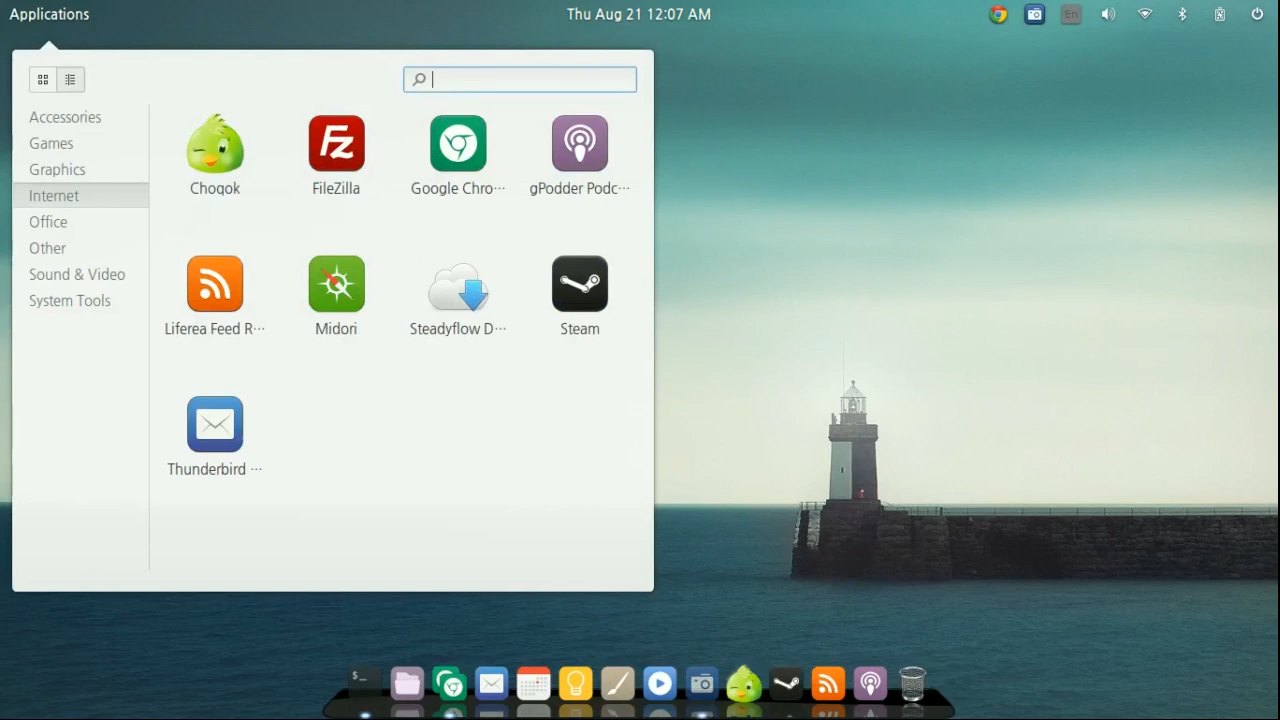 Applications
Thu Aug 21 12:07 AM
En
Accessories
Games
Graphics
Internet
Office
Other
Sound & Video
System Tools
Choqok
FileZilla
Google Chro···
gPodder Podc···
Liferea Feed R···
Midori
Steadyflow D···
Steam
Thunderbird ···
Fz
>_